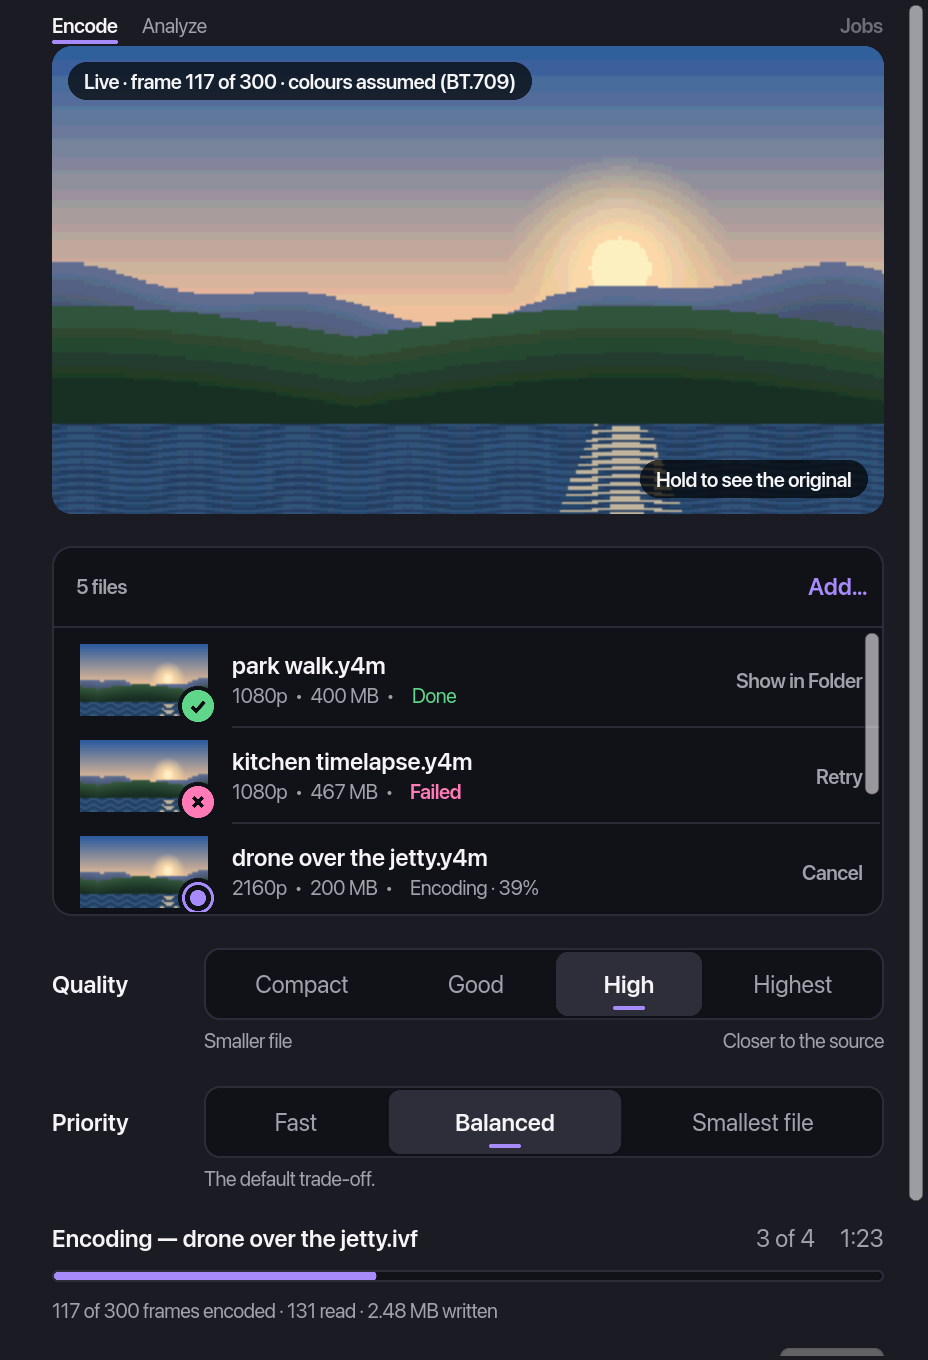 Encode Analyze Jobs
Live · frame 117 of 300 · colours assumed (BT.709)
Hold to see the original
5 files Add...
park walk.y4m
1080p • 400 MB • Done
Show in Folder
kitchen timelapse.y4m
1080p • 467 MB • Failed
Retry
drone over the jetty.y4m
2160p • 200 MB • Encoding · 39%
Cancel
Quality Compact Good High Highest
Smaller file Closer to the source
Priority Fast Balanced Smallest file
The default trade-off.
Encoding — drone over the jetty.ivf 3 of 4 1:23
117 of 300 frames encoded · 131 read · 2.48 MB written